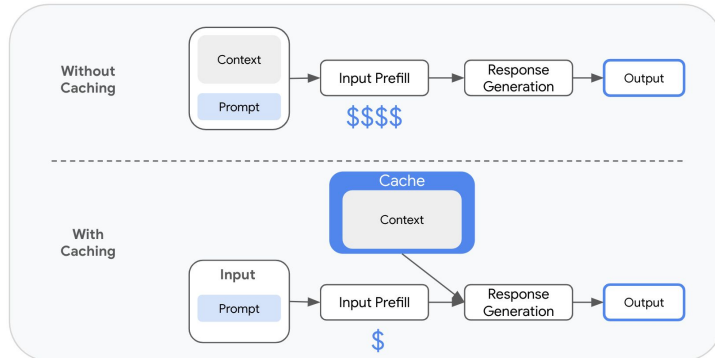 Without
Caching
Context
Prompt
Input Prefill
$$$$
Response
Generation
Output
With
Caching
Cache
Context
Input
Prompt
Input Prefill
$
Response
Generation
Output